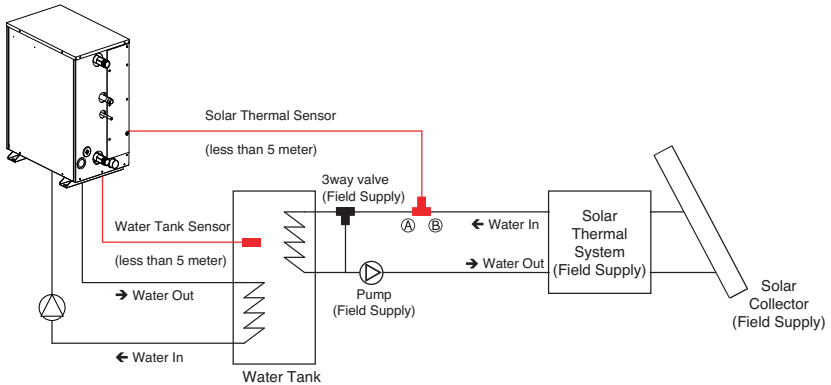 Solar Thermal Sensor
(less than 5 meter)
3way valve
(Field Supply)
Water Tank Sensor
(less than 5 meter)
Ⓐ Ⓑ
← Water In
→ Water Out
Solar
Thermal
System
(Field Supply)
→ Water Out
Pump
(Field Supply)
Solar
Collector
(Field Supply)
← Water In
Water Tank